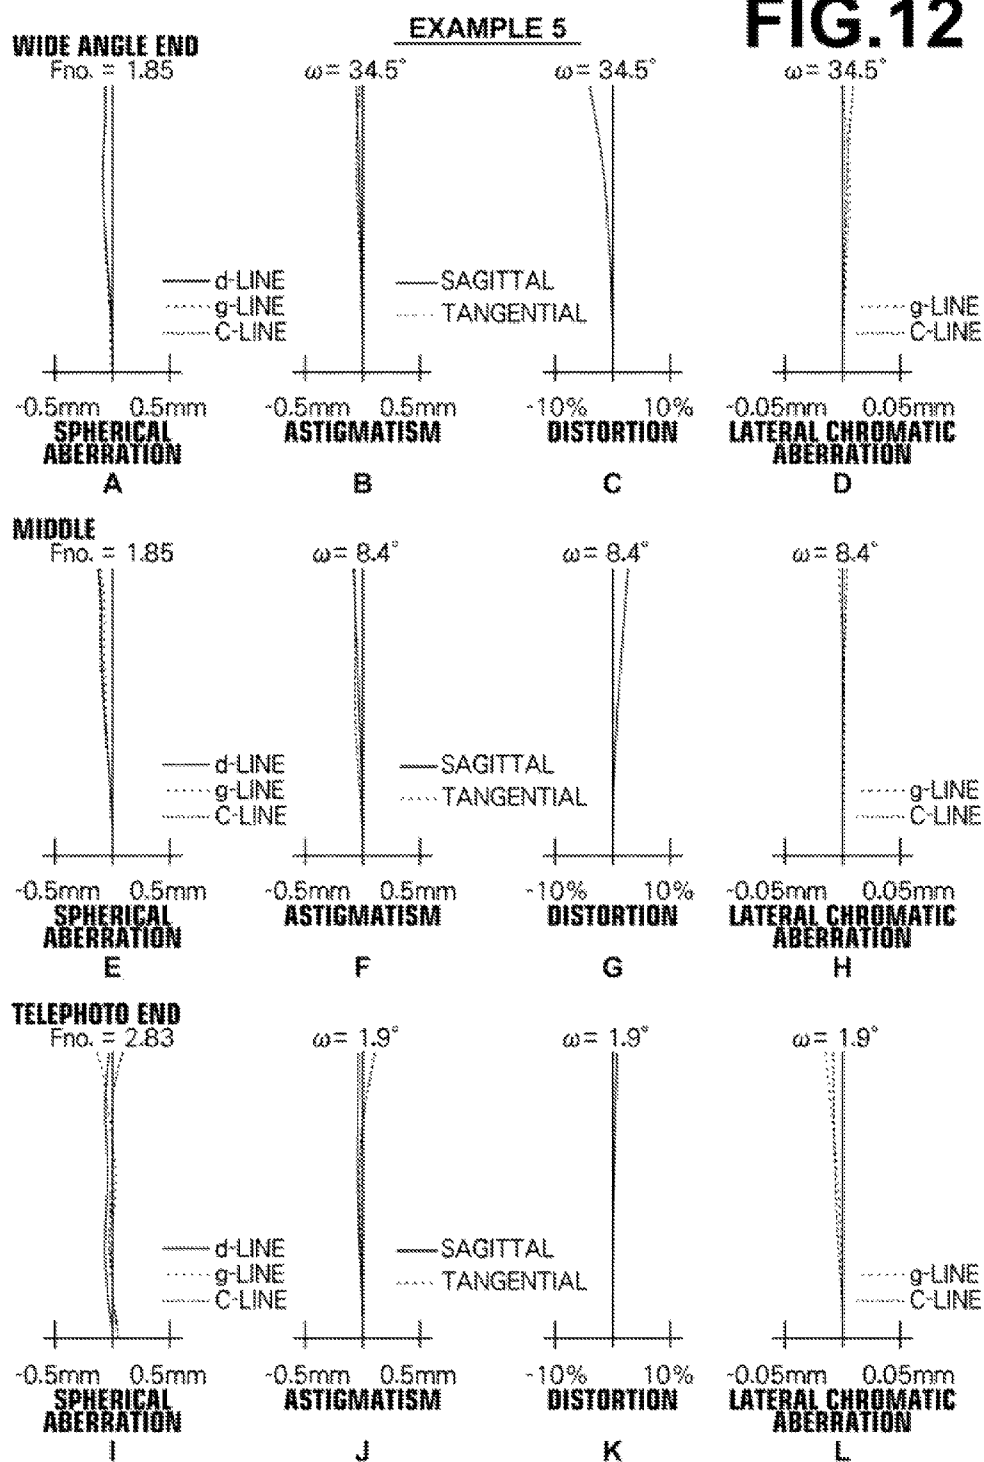 FIG.12
EXAMPLE 5
WIDE ANGLE END
Fno. = 1.85
ω = 34.5°
ω = 34.5°
ω = 34.5°
d-LINE
g-LINE
C-LINE
SAGITTAL
TANGENTIAL
g-LINE
C-LINE
-0.5mm 0.5mm
-0.5mm 0.5mm
-10% 10%
-0.05mm 0.05mm
SPHERICAL
ABERRATION
ASTIGMATISM
DISTORTION
LATERAL CHROMATIC
ABERRATION
A
B
C
D
MIDDLE
Fno. = 1.85
ω = 8.4°
ω = 8.4°
ω = 8.4°
d-LINE
g-LINE
C-LINE
SAGITTAL
TANGENTIAL
g-LINE
C-LINE
-0.5mm 0.5mm
-0.5mm 0.5mm
-10% 10%
-0.05mm 0.05mm
SPHERICAL
ABERRATION
ASTIGMATISM
DISTORTION
LATERAL CHROMATIC
ABERRATION
E
F
G
H
TELEPHOTO END
Fno. = 2.83
ω = 1.9°
ω = 1.9°
ω = 1.9°
d-LINE
g-LINE
C-LINE
SAGITTAL
TANGENTIAL
g-LINE
C-LINE
-0.5mm 0.5mm
-0.5mm 0.5mm
-10% 10%
-0.05mm 0.05mm
SPHERICAL
ABERRATION
ASTIGMATISM
DISTORTION
LATERAL CHROMATIC
ABERRATION
I
J
K
L